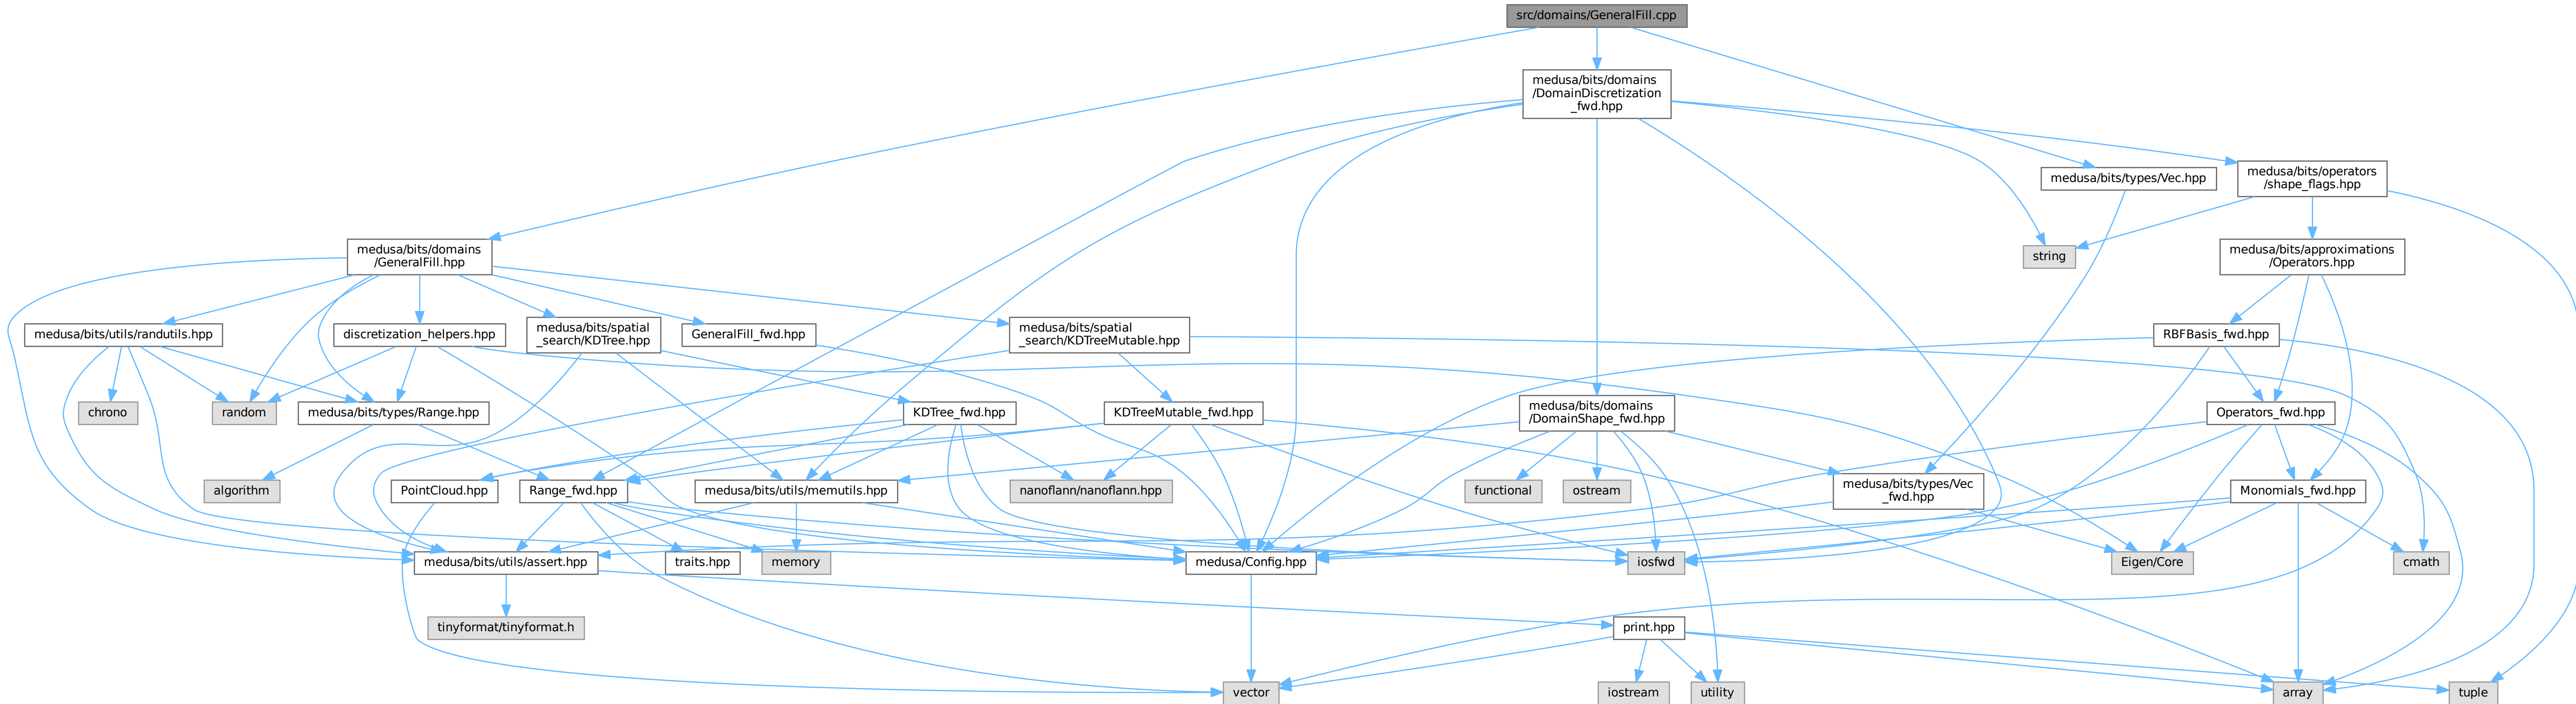 src/domains/GeneralFill.cpp
medusa/bits/domains
/DomainDiscretization
_fwd.hpp
medusa/bits/types/Vec.hpp
medusa/bits/operators
/shape_flags.hpp
medusa/bits/domains
/GeneralFill.hpp
string
medusa/bits/approximations
/Operators.hpp
medusa/bits/utils/randutils.hpp
discretization_helpers.hpp
medusa/bits/spatial
_search/KDTree.hpp
GeneralFill_fwd.hpp
medusa/bits/spatial
_search/KDTreeMutable.hpp
RBFBasis_fwd.hpp
chrono
random
medusa/bits/types/Range.hpp
KDTree_fwd.hpp
KDTreeMutable_fwd.hpp
medusa/bits/domains
/DomainShape_fwd.hpp
Operators_fwd.hpp
algorithm
PointCloud.hpp
Range_fwd.hpp
medusa/bits/utils/memutils.hpp
nanoflann/nanoflann.hpp
functional
ostream
medusa/bits/types/Vec
_fwd.hpp
Monomials_fwd.hpp
medusa/bits/utils/assert.hpp
traits.hpp
memory
medusa/Config.hpp
iosfwd
Eigen/Core
cmath
tinyformat/tinyformat.h
print.hpp
vector
iostream
utility
array
tuple